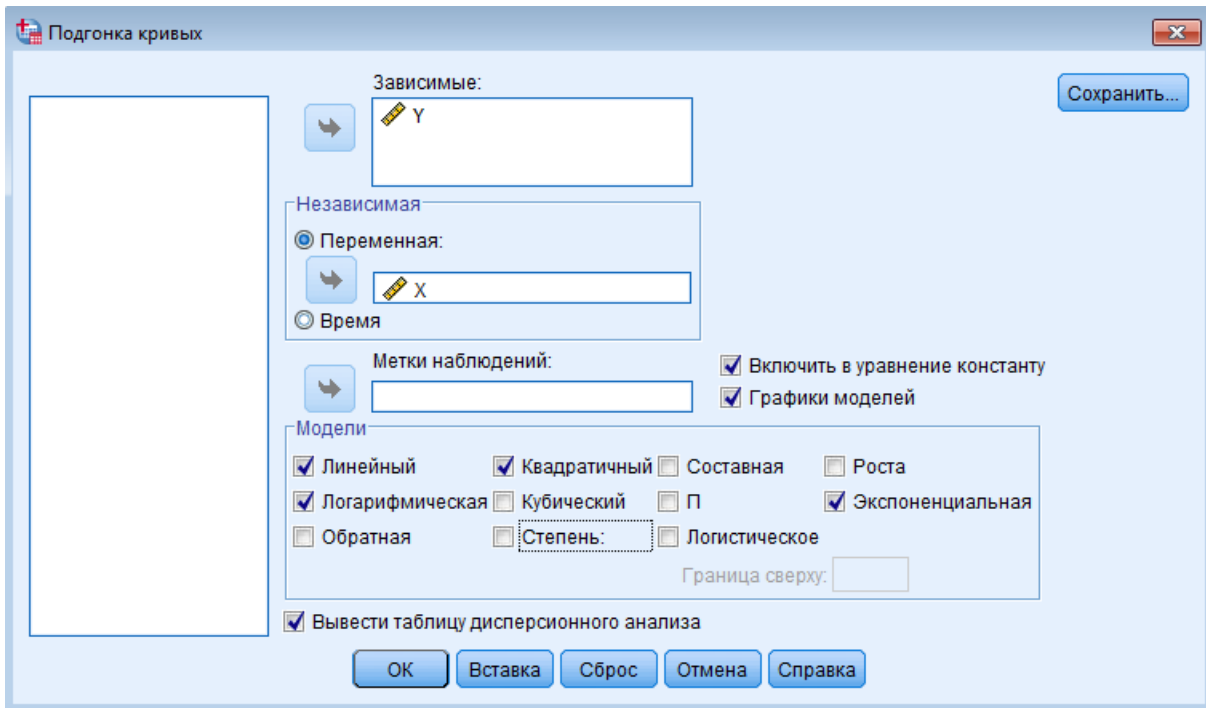 Подгонка кривых
Зависимые:
Y
Сохранить...
Независимая
Переменная:
X
Время
Метки наблюдений:
Включить в уравнение константу
Графики моделей
Модели
Линейный Квадратичный Составная Роста
Логарифмическая Кубический П Экспоненциальная
Обратная Степень: Логистическое
Граница сверху:
Вывести таблицу дисперсионного анализа
ОК Вставка Сброс Отмена Справка